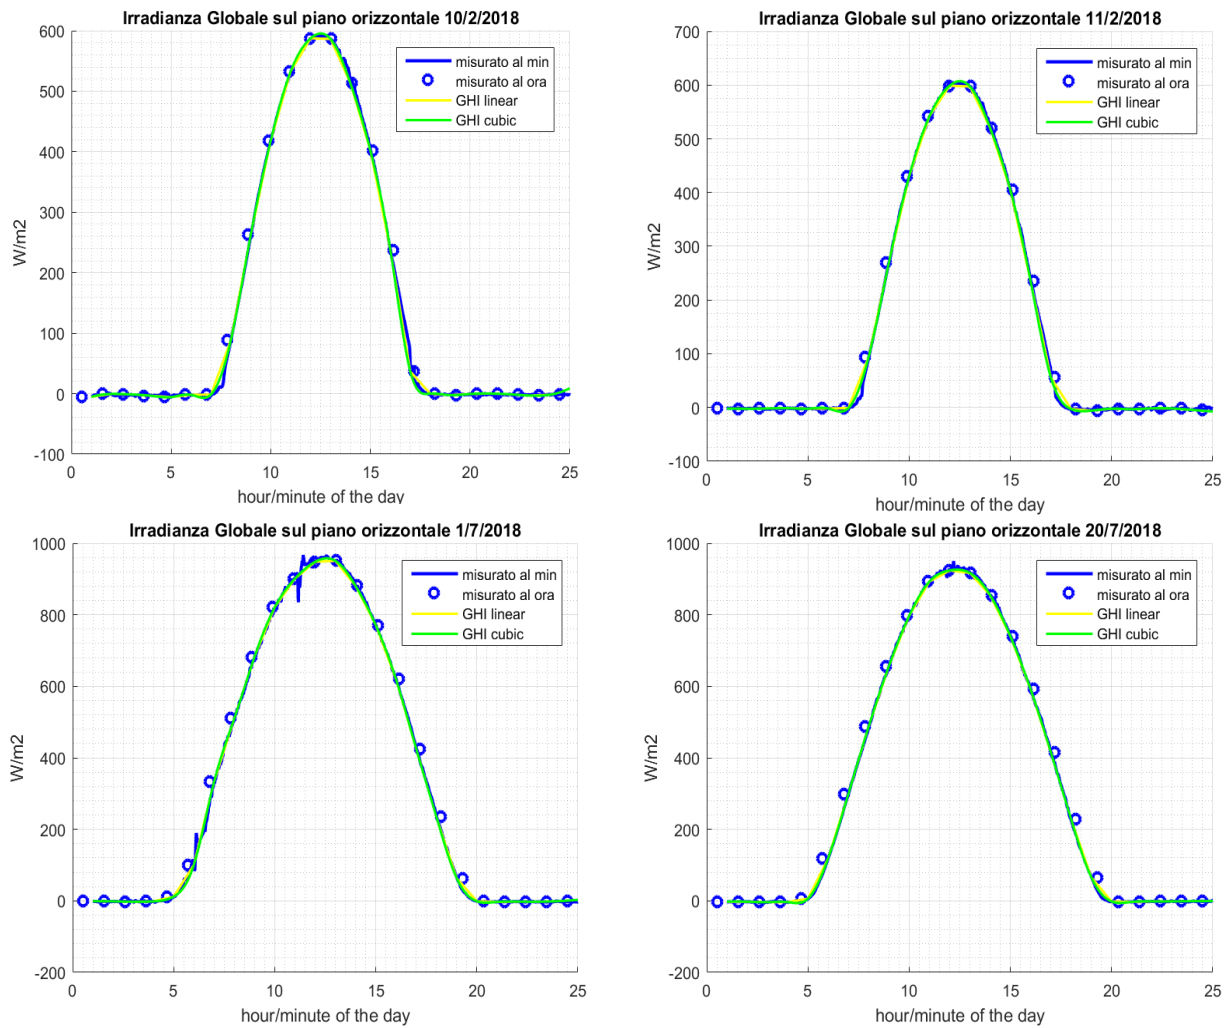 Irradianza Globale sul piano orizzontale 10/2/2018
600
500
400
300
200
100
0
-100
W/m2
misurato al min
misurato al ora
GHI linear
GHI cubic
0 5 10 15 20 25
hour/minute of the day
Irradianza Globale sul piano orizzontale 11/2/2018
700
600
500
400
300
200
100
0
-100
W/m2
misurato al min
misurato al ora
GHI linear
GHI cubic
0 5 10 15 20 25
hour/minute of the day
Irradianza Globale sul piano orizzontale 1/7/2018
1000
800
600
400
200
0
-200
W/m2
misurato al min
misurato al ora
GHI linear
GHI cubic
0 5 10 15 20 25
hour/minute of the day
Irradianza Globale sul piano orizzontale 20/7/2018
1000
800
600
400
200
0
-200
W/m2
misurato al min
misurato al ora
GHI linear
GHI cubic
0 5 10 15 20 25
hour/minute of the day